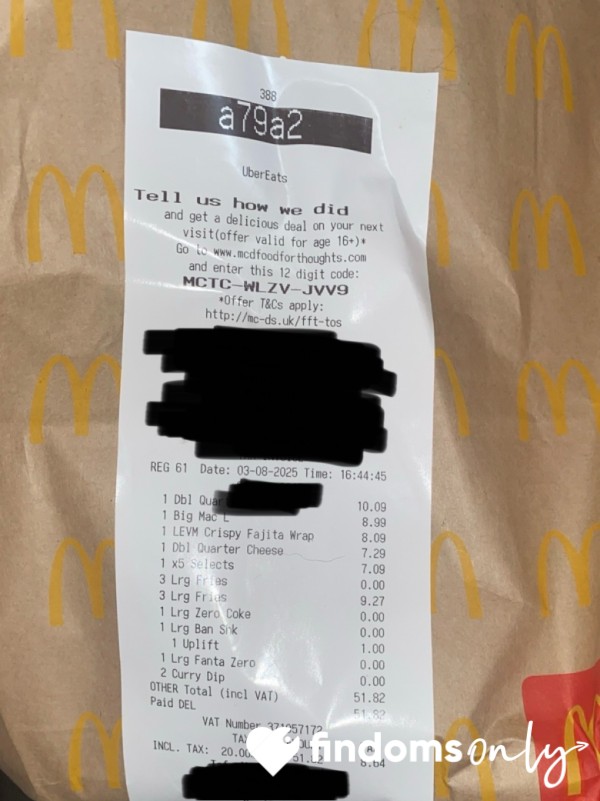 388
a79a2
UberEats
Tell us how we did
and get a delicious deal on your next
visit(offer valid for age 16+)*
Go to www.mcdfoodforthoughts.com
and enter this 12 digit code:
MCTC-WLZV-JVV9
*Offer T&Cs apply:
http://mc-ds.uk/fft-tos
REG 61 Date: 03-08-2025 Time: 16:44:45
1 Dbl 10.09
1 Big Mac L 8.99
1 LEVM Crispy Fajita Wrap 8.09
1 Dbl Quarter Cheese 7.29
1 x5 Selects 7.09
3 Lrg Fries 0.00
3 Lrg Fries 9.27
1 Lrg Zero Coke 0.00
1 Lrg Ban Shk 0.00
1 Uplift 1.00
1 Lrg Fanta Zero 0.00
2 Curry Dip 0.00
OTHER Total (incl VAT) 51.82
Paid DEL 51.82
VAT Number
INCL. TAX: 8.64
findomsonly